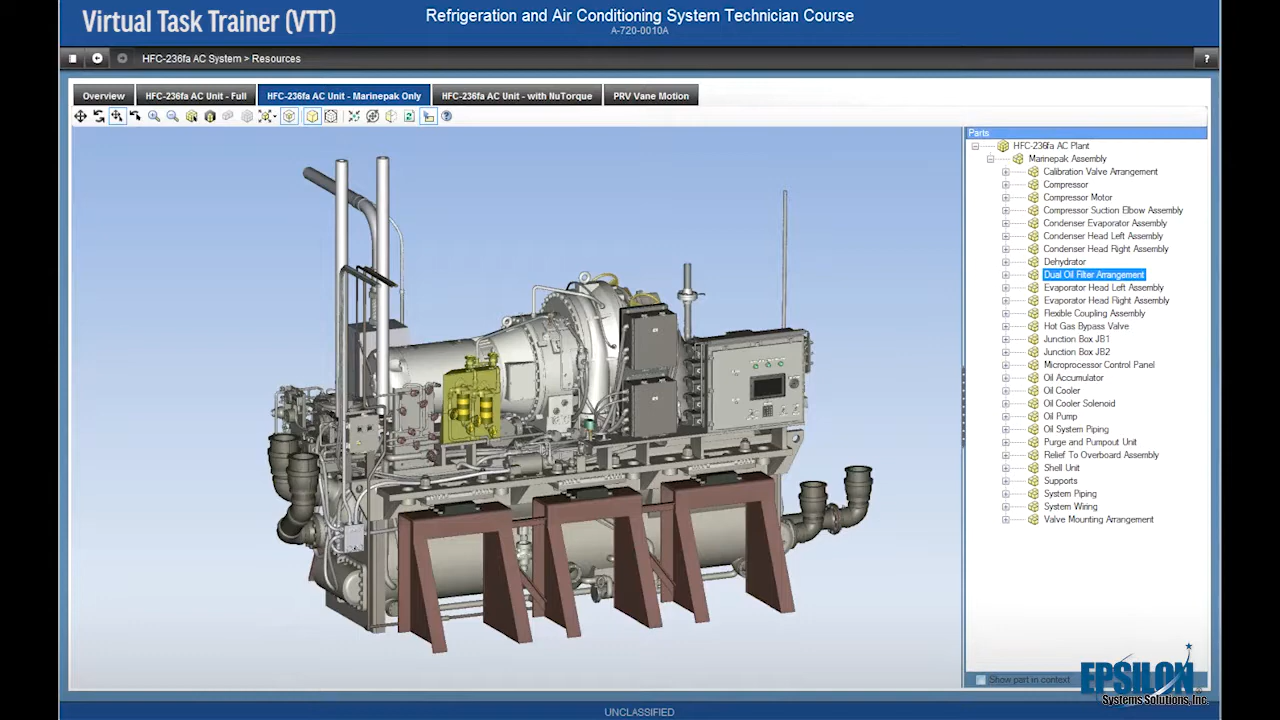 Virtual Task Trainer (VTT)
Refrigeration and Air Conditioning System Technician Course
A-720-0010A
HFC-236fa AC System > Resources
?
Overview
HFC-236fa AC Unit - Full
HFC-236fa AC Unit - Marinepak Only
HFC-236fa AC Unit - with NuTorque
PRV Vane Motion
Parts
HFC-236fa AC Plant
Marinepak Assembly
Calibration Valve Arrangement
Compressor
Compressor Motor
Compressor Suction Elbow Assembly
Condenser Evaporator Assembly
Condenser Head Left Assembly
Condenser Head Right Assembly
Dehydrator
Dual Oil Filter Arrangement
Evaporator Head Left Assembly
Evaporator Head Right Assembly
Flexible Coupling Assembly
Hot Gas Bypass Valve
Junction Box JB1
Junction Box JB2
Microprocessor Control Panel
Oil Accumulator
Oil Cooler
Oil Cooler Solenoid
Oil Pump
Oil System Piping
Purge and Pumpout Unit
Relief To Overboard Assembly
Shell Unit
Supports
System Piping
System Wiring
Valve Mounting Arrangement
Show part in context
EPSILON
Systems Solutions, Inc.
UNCLASSIFIED